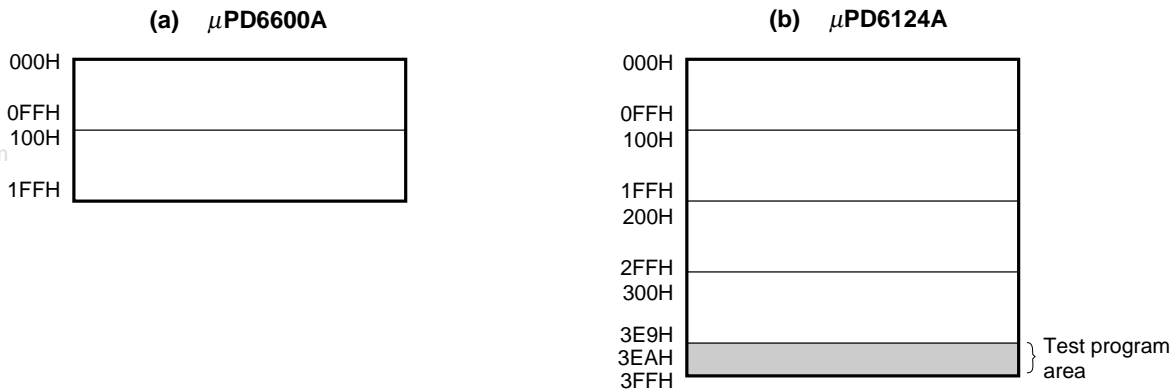 (a) μPD6600A
000H
0FFH
100H
1FFH
(b) μPD6124A
000H
0FFH
100H
1FFH
200H
2FFH
300H
3E9H
3EAH
3FFH
Test program
area